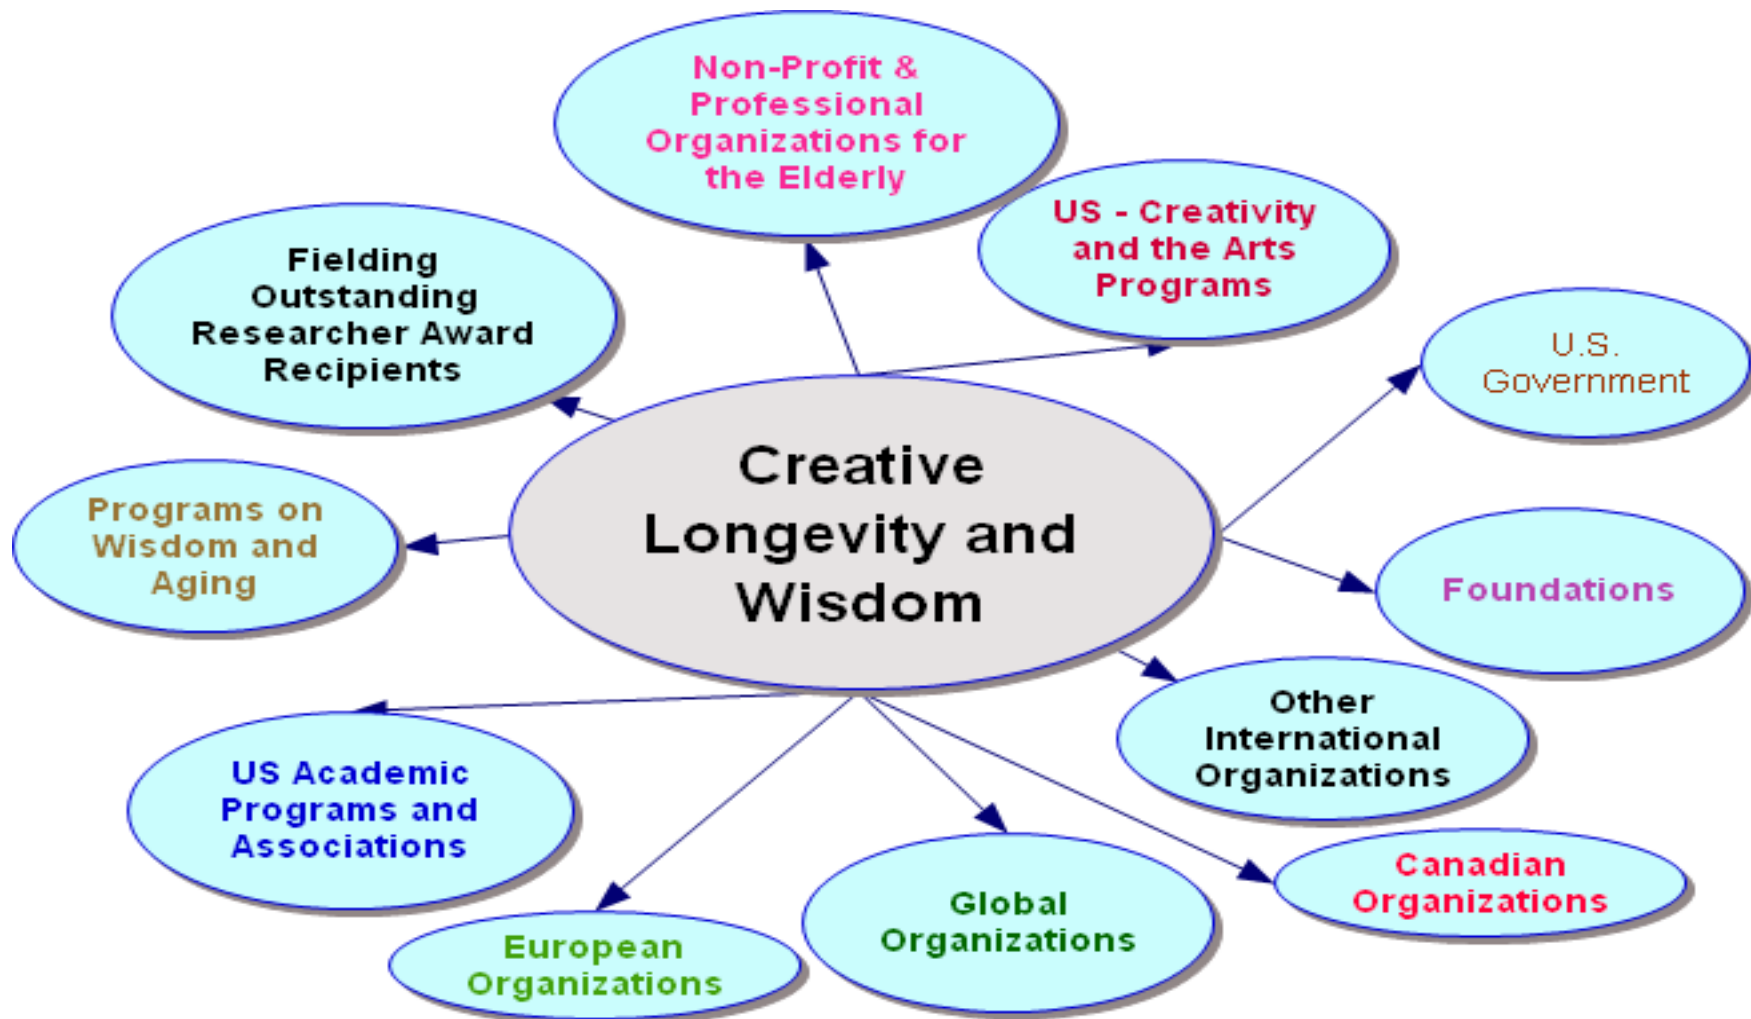 Non-Profit &
Professional
Organizations for
the Elderly
US - Creativity
and the Arts
Programs
Fielding
Outstanding
Researcher Award
Recipients
U.S.
Government
Creative
Longevity and
Wisdom
Programs on
Wisdom and
Aging
Foundations
Other
International
Organizations
US Academic
Programs and
Associations
Canadian
Organizations
Global
Organizations
European
Organizations